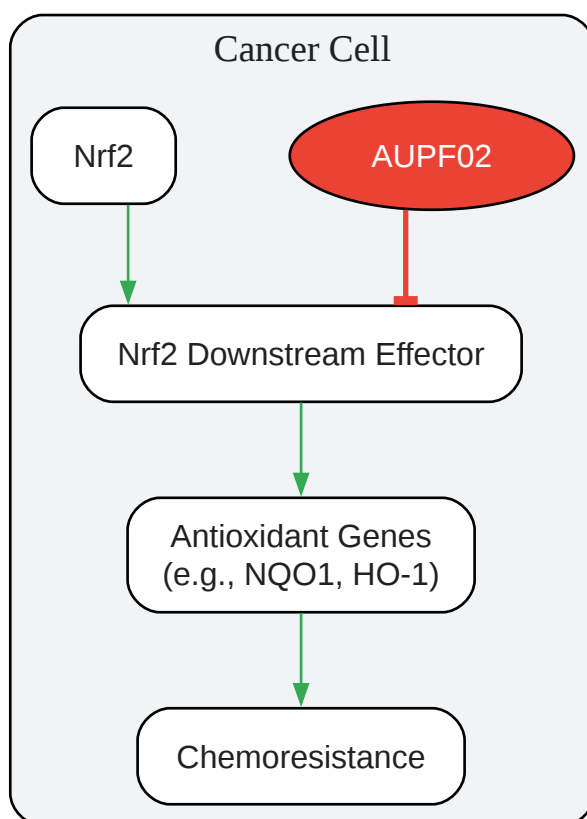 Cancer Cell
Nrf2
AUPF02
Nrf2 Downstream Effector
Antioxidant Genes
(e.g., NQO1, HO-1)
Chemoresistance